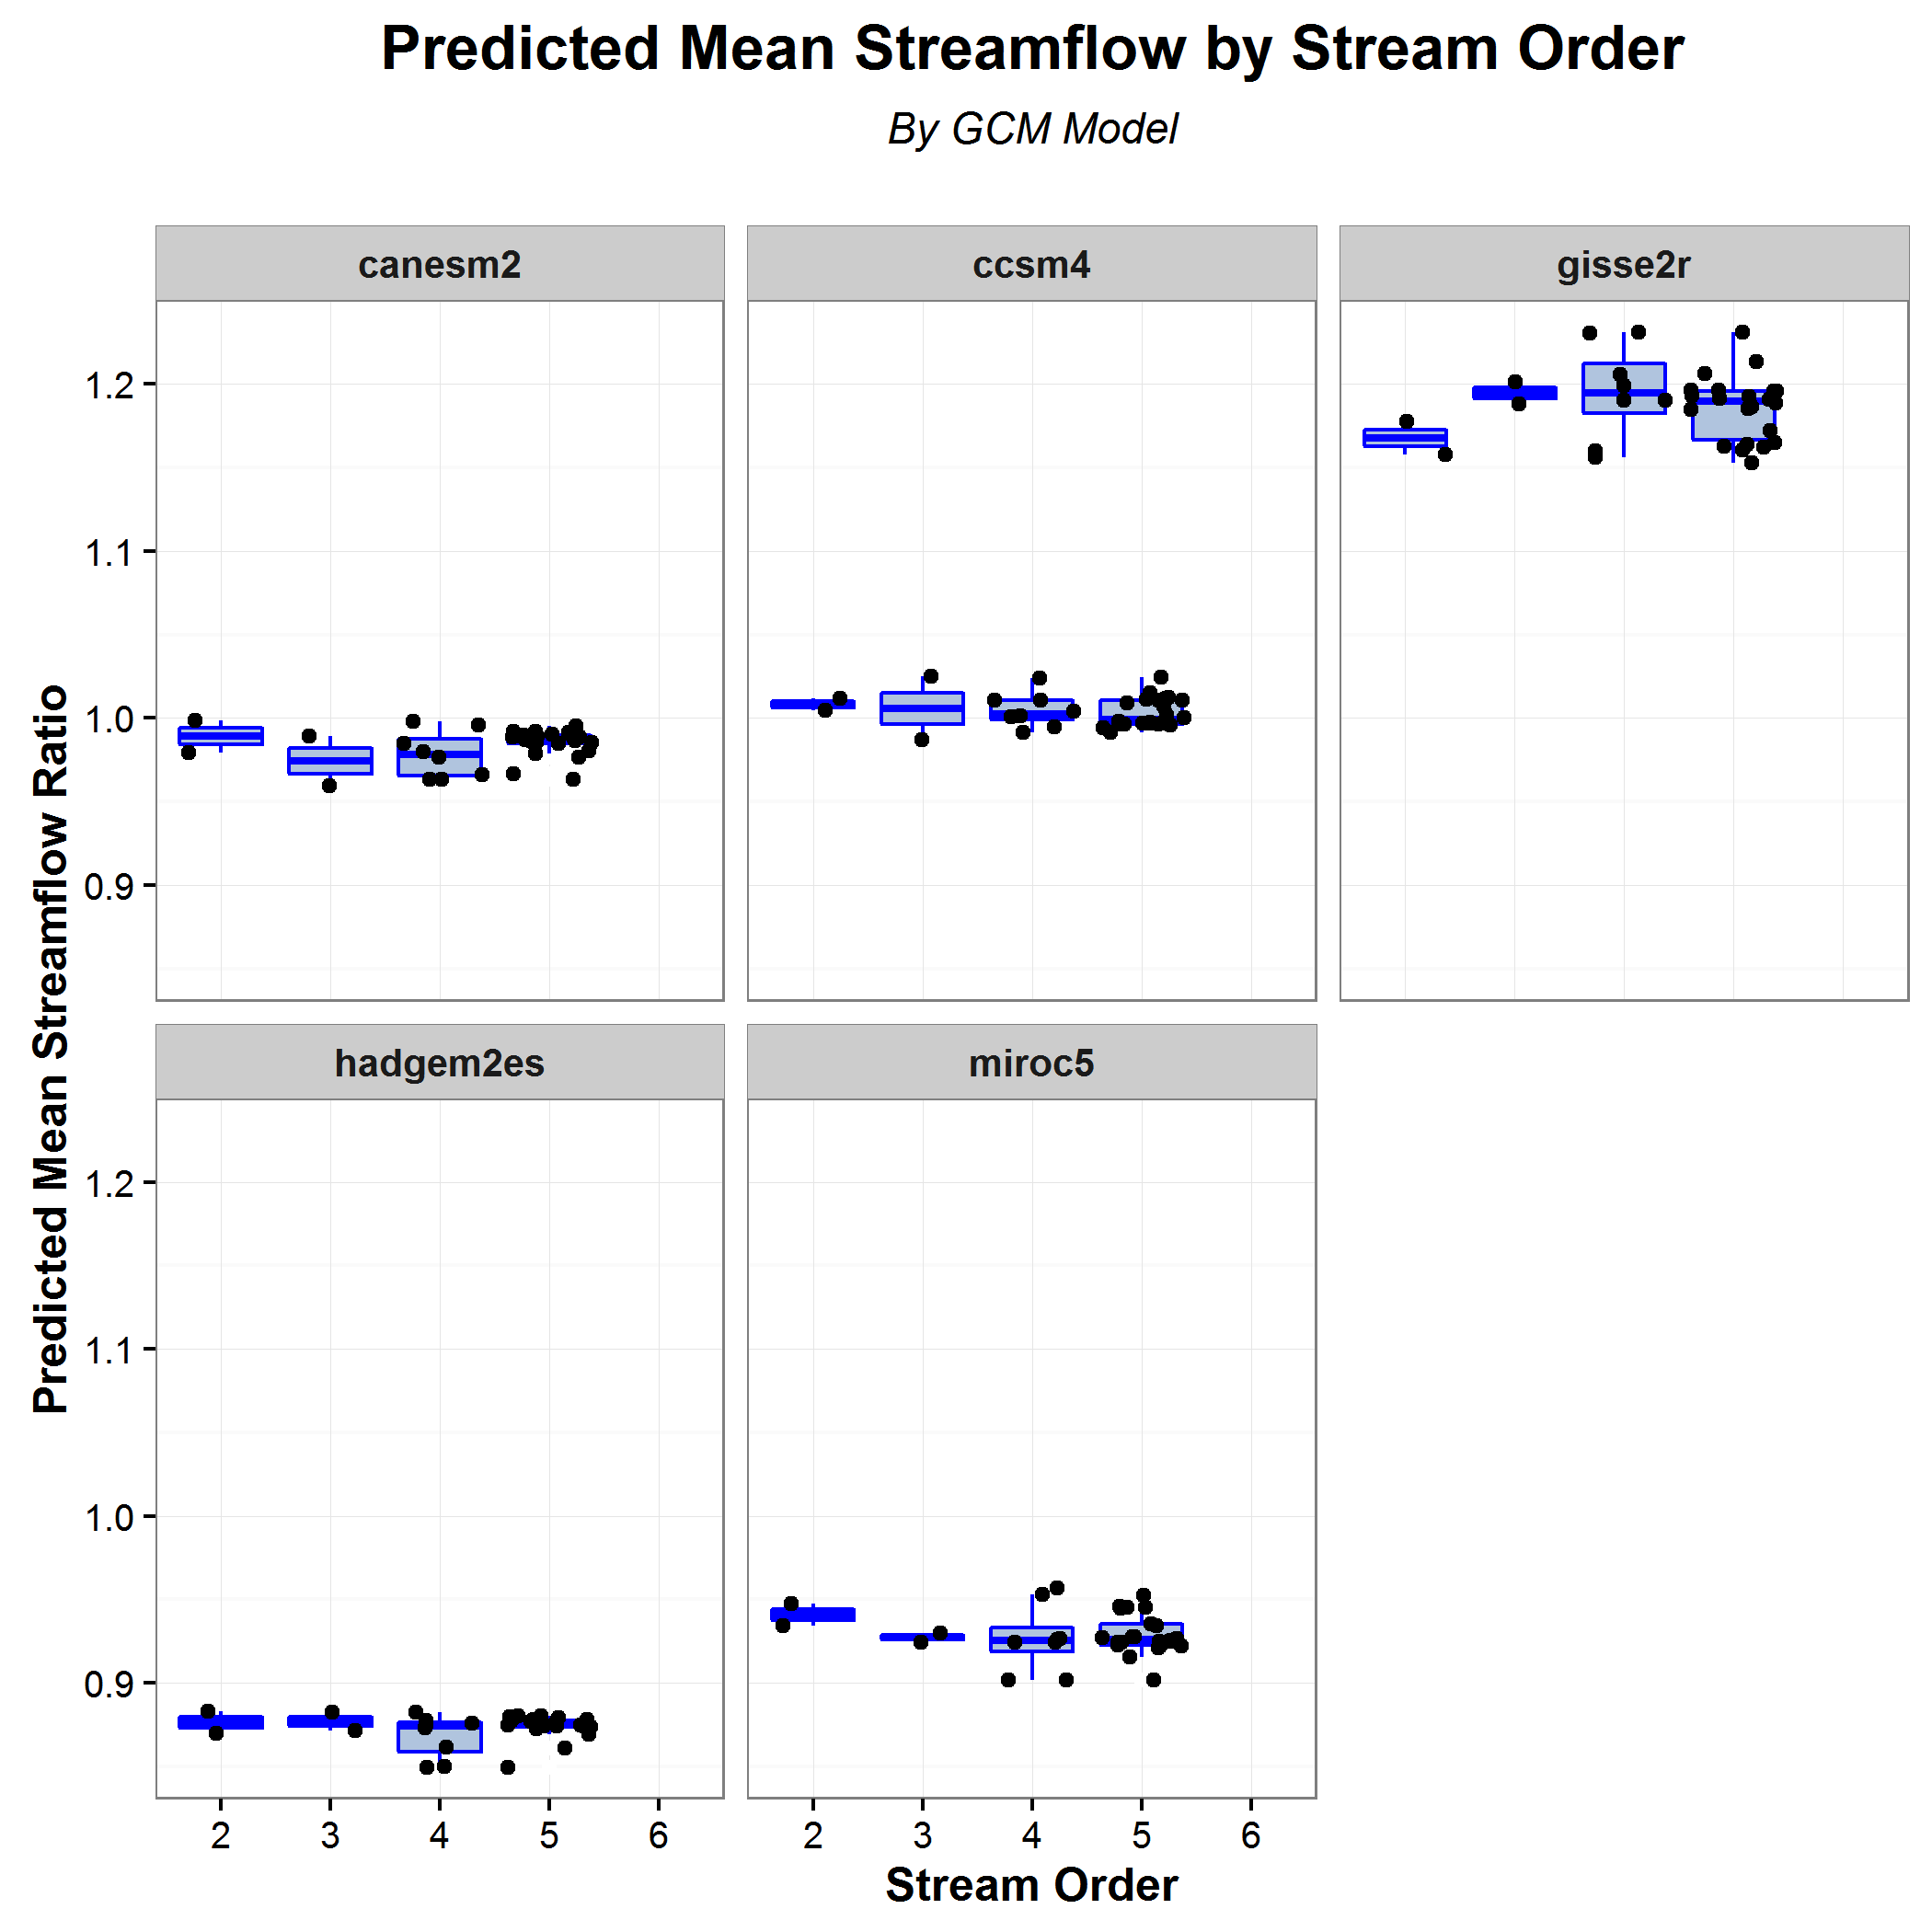 Predicted Mean Streamflow by Stream Order
By GCM Model
canesm2
ccsm4
gisse2r
1.2
1.1
1.0
0.9
Predicted Mean Streamflow Ratio
hadgem2es
miroc5
1.2
1.1
1.0
0.9
2 3 4 5 6
2 3 4 5 6
Stream Order